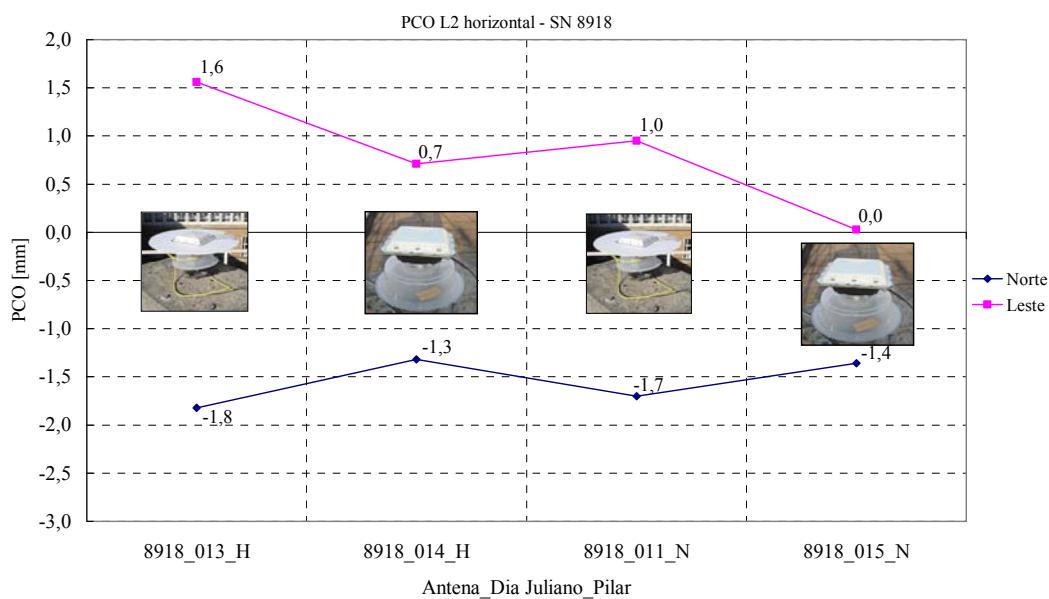 PCO L2 horizontal - SN 8918
2,0
1,5
1,0
0,5
0,0
-0,5
-1,0
-1,5
-2,0
-2,5
-3,0
PCO [mm]
1,6
0,7
1,0
0,0
-1,8
-1,3
-1,7
-1,4
Norte
Leste
8918_013_H
8918_014_H
8918_011_N
8918_015_N
Antena_Dia Juliano_Pilar